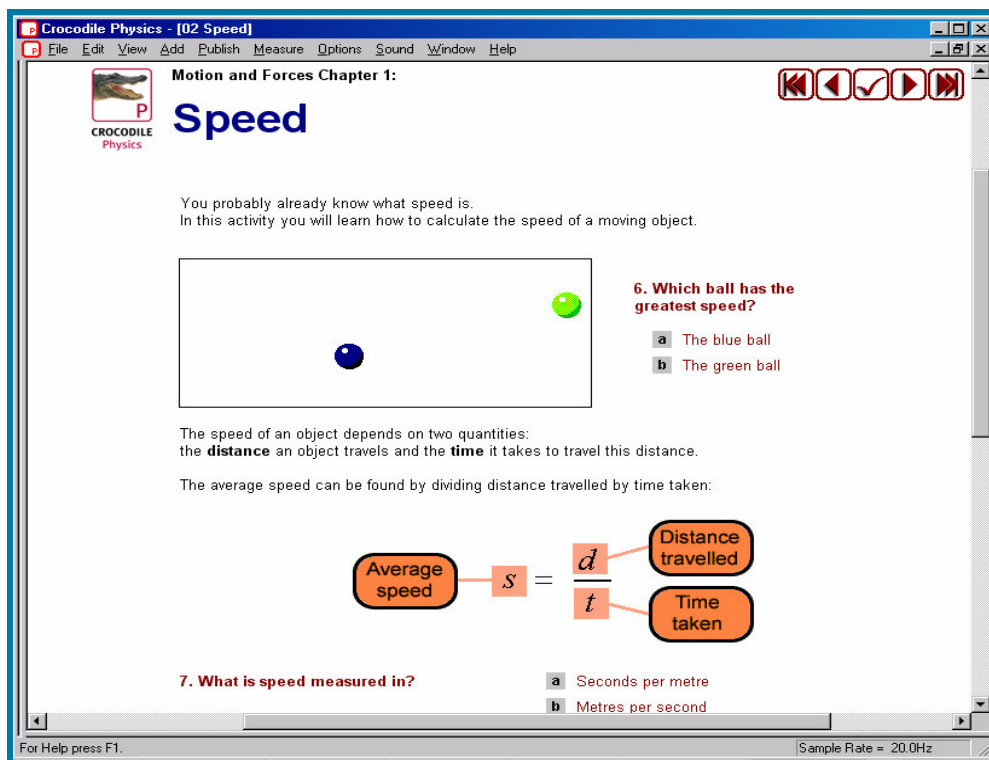 Crocodile Physics - [02 Speed]
File Edit View Add Publish Measure Options Sound Window Help
Motion and Forces Chapter 1:
Speed
P
CROCODILE
Physics
You probably already know what speed is.
In this activity you will learn how to calculate the speed of a moving object.
6. Which ball has the
greatest speed?
a The blue ball
b The green ball
The speed of an object depends on two quantities:
the distance an object travels and the time it takes to travel this distance.
The average speed can be found by dividing distance travelled by time taken:
Average
speed
s = d
t
Distance
travelled
Time
taken
7. What is speed measured in?
a Seconds per metre
b Metres per second
For Help press F1.
Sample Rate = 20.0Hz